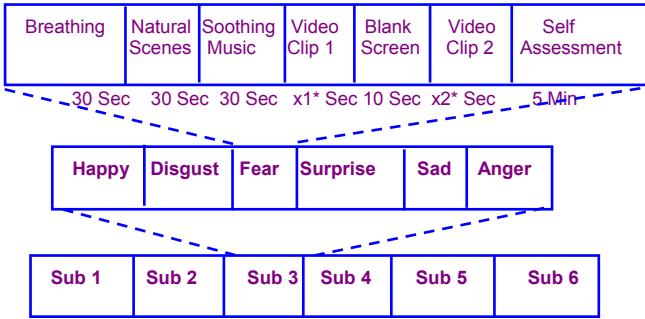 Breathing Natural Soothing Video Blank Video Self
Scenes Music Clip 1 Screen Clip 2 Assessment
30 Sec 30 Sec 30 Sec x1* Sec 10 Sec x2* Sec 5 Min
Happy Disgust Fear Surprise Sad Anger
Sub 1 Sub 2 Sub 3 Sub 4 Sub 5 Sub 6